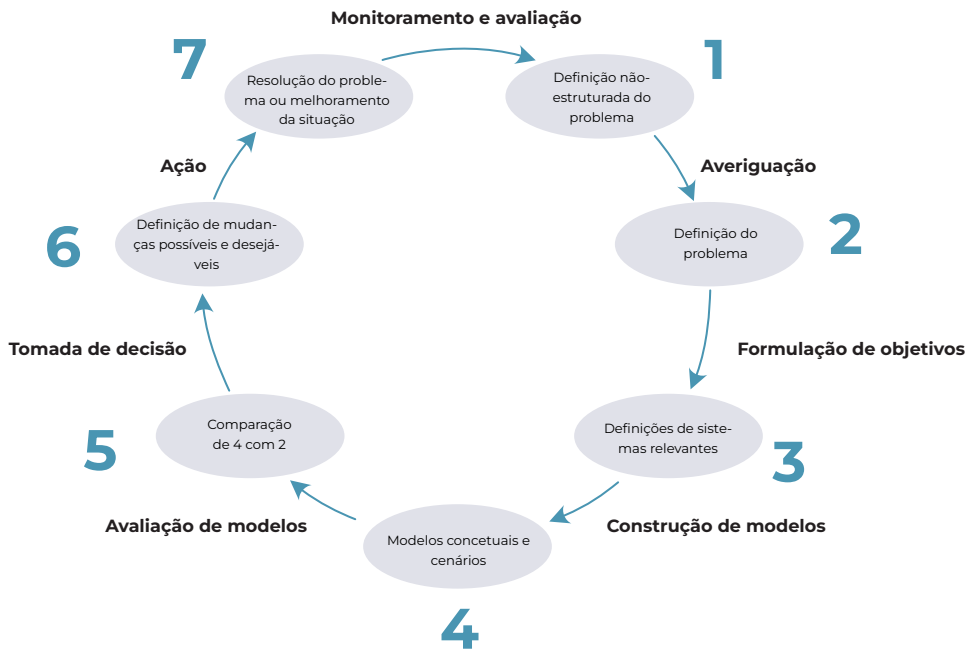 Monitoramento e avaliação
7
Resolução do proble-
ma ou melhoramento
da situação
1
Definição não-
estruturada do
problema
Ação
Averiguação
6
Definição de mudan-
ças possíveis e desejá-
veis
Definição do
problema
2
Tomada de decisão
Formulação de objetivos
5
Comparação
de 4 com 2
Definições de siste-
mas relevantes
3
Avaliação de modelos
Construção de modelos
Modelos concetuais e
cenários
4